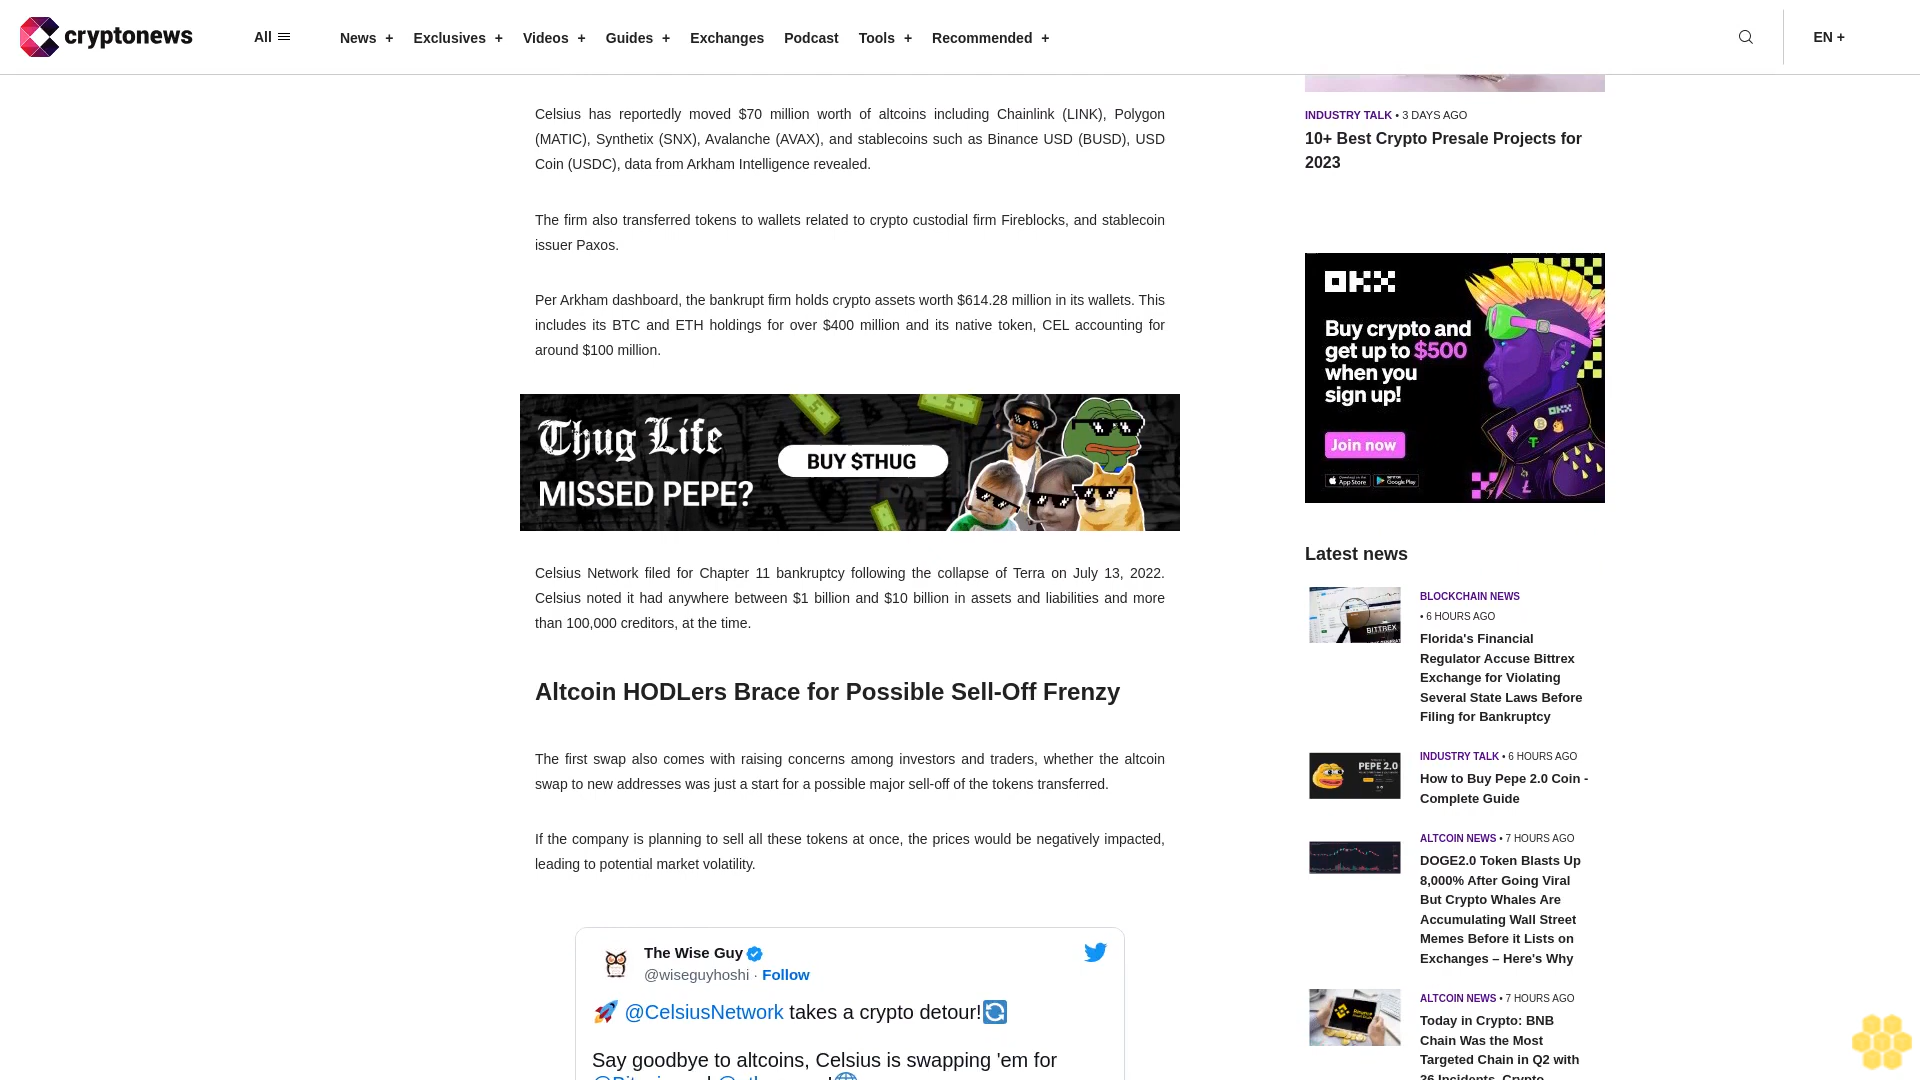 cryptonews
All
News +
Exclusives +
Videos +
Guides +
Exchanges
Podcast
Tools +
Recommended +
EN +
Celsius has reportedly moved $70 million worth of altcoins including Chainlink (LINK), Polygon
(MATIC), Synthetix (SNX), Avalanche (AVAX), and stablecoins such as Binance USD (BUSD), USD
Coin (USDC), data from Arkham Intelligence revealed.
The firm also transferred tokens to wallets related to crypto custodial firm Fireblocks, and stablecoin
issuer Paxos.
Per Arkham dashboard, the bankrupt firm holds crypto assets worth $614.28 million in its wallets. This
includes its BTC and ETH holdings for over $400 million and its native token, CEL accounting for
around $100 million.
Thug Life
MISSED PEPE?
BUY $THUG
Celsius Network filed for Chapter 11 bankruptcy following the collapse of Terra on July 13, 2022.
Celsius noted it had anywhere between $1 billion and $10 billion in assets and liabilities and more
than 100,000 creditors, at the time.
Altcoin HODLers Brace for Possible Sell-Off Frenzy
The first swap also comes with raising concerns among investors and traders, whether the altcoin
swap to new addresses was just a start for a possible major sell-off of the tokens transferred.
If the company is planning to sell all these tokens at once, the prices would be negatively impacted,
leading to potential market volatility.
The Wise Guy
@wiseguyhoshi · Follow
🚀 @CelsiusNetwork takes a crypto detour!🔄
Say goodbye to altcoins, Celsius is swapping 'em for
INDUSTRY TALK • 3 DAYS AGO
10+ Best Crypto Presale Projects for
2023
OKX
Buy crypto and
get up to $500
when you
sign up!
Join now
App Store
Google Play
OKX
Latest news
BITTREX
BLOCKCHAIN NEWS
• 6 HOURS AGO
Florida's Financial
Regulator Accuse Bittrex
Exchange for Violating
Several State Laws Before
Filing for Bankruptcy
PEPE 2.0
INDUSTRY TALK • 6 HOURS AGO
How to Buy Pepe 2.0 Coin -
Complete Guide
ALTCOIN NEWS • 7 HOURS AGO
DOGE2.0 Token Blasts Up
8,000% After Going Viral
But Crypto Whales Are
Accumulating Wall Street
Memes Before it Lists on
Exchanges – Here's Why
ALTCOIN NEWS • 7 HOURS AGO
Today in Crypto: BNB
Chain Was the Most
Targeted Chain in Q2 with
36 Incidents, Crypto